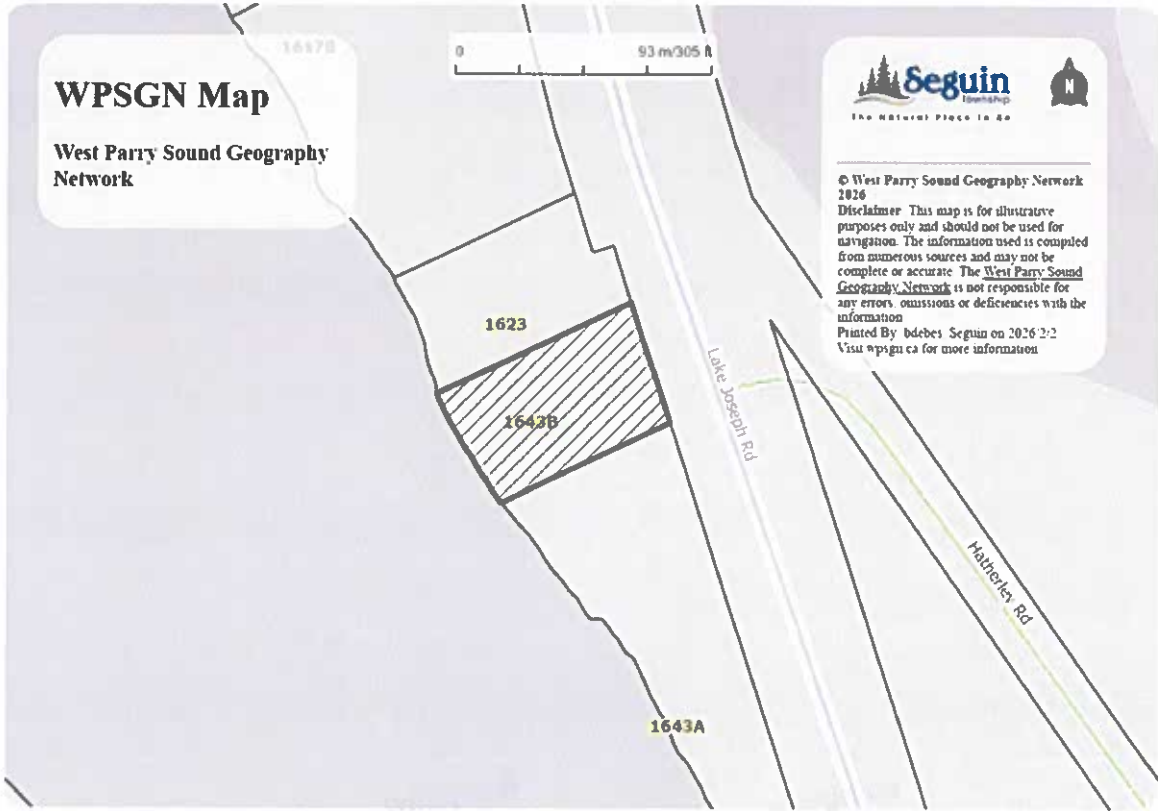 WPSGN Map
West Parry Sound Geography
Network
0 93 m/305 ft
Seguin
Township
The Natural Place To Be
N
© West Parry Sound Geography Network
2026
Disclaimer This map is for illustrative
purposes only and should not be used for
navigation. The information used is compiled
from numerous sources and may not be
complete or accurate The West Parry Sound
Geography Network is not responsible for
any errors, omissions or deficiencies with the
information
Printed By bdebes Seguin on 2026/2/2
Visit wpsgn.ca for more information
1623
1643B
Lake Joseph Rd
Hatherley Rd
1643A